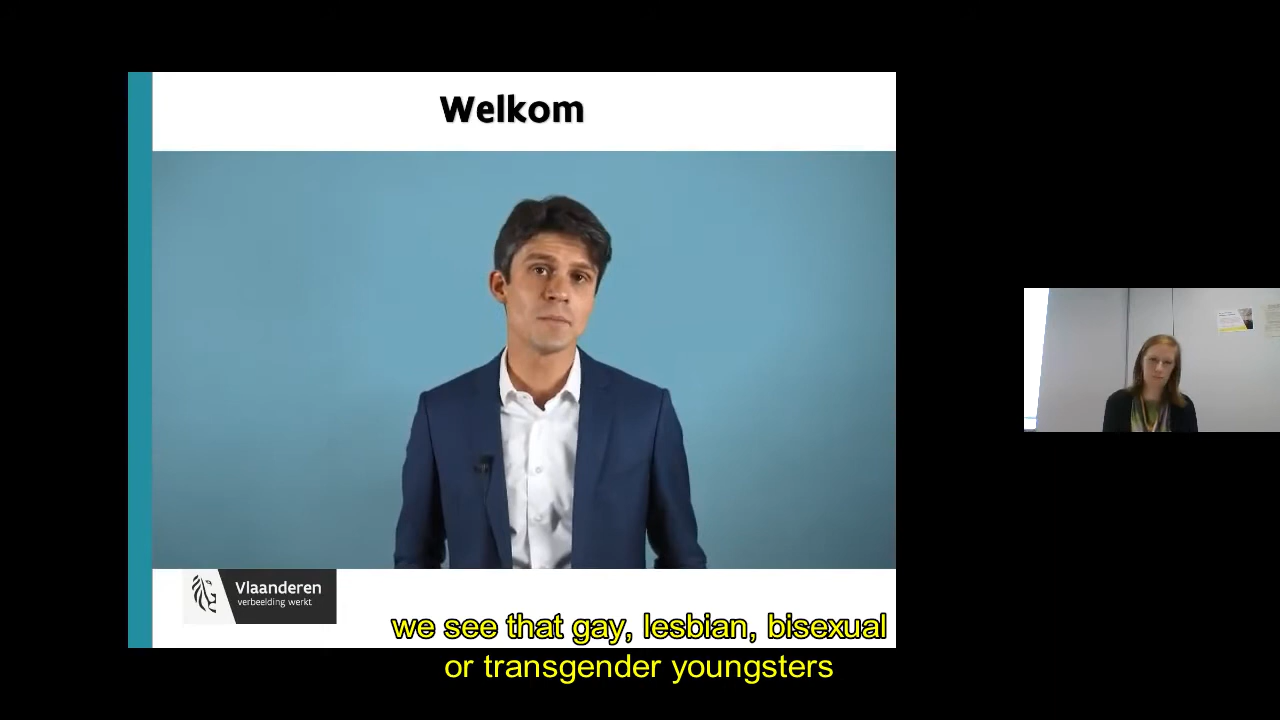 Welkom
Vlaanderen
verbeelding werkt
we see that gay, lesbian, bisexual
or transgender youngsters